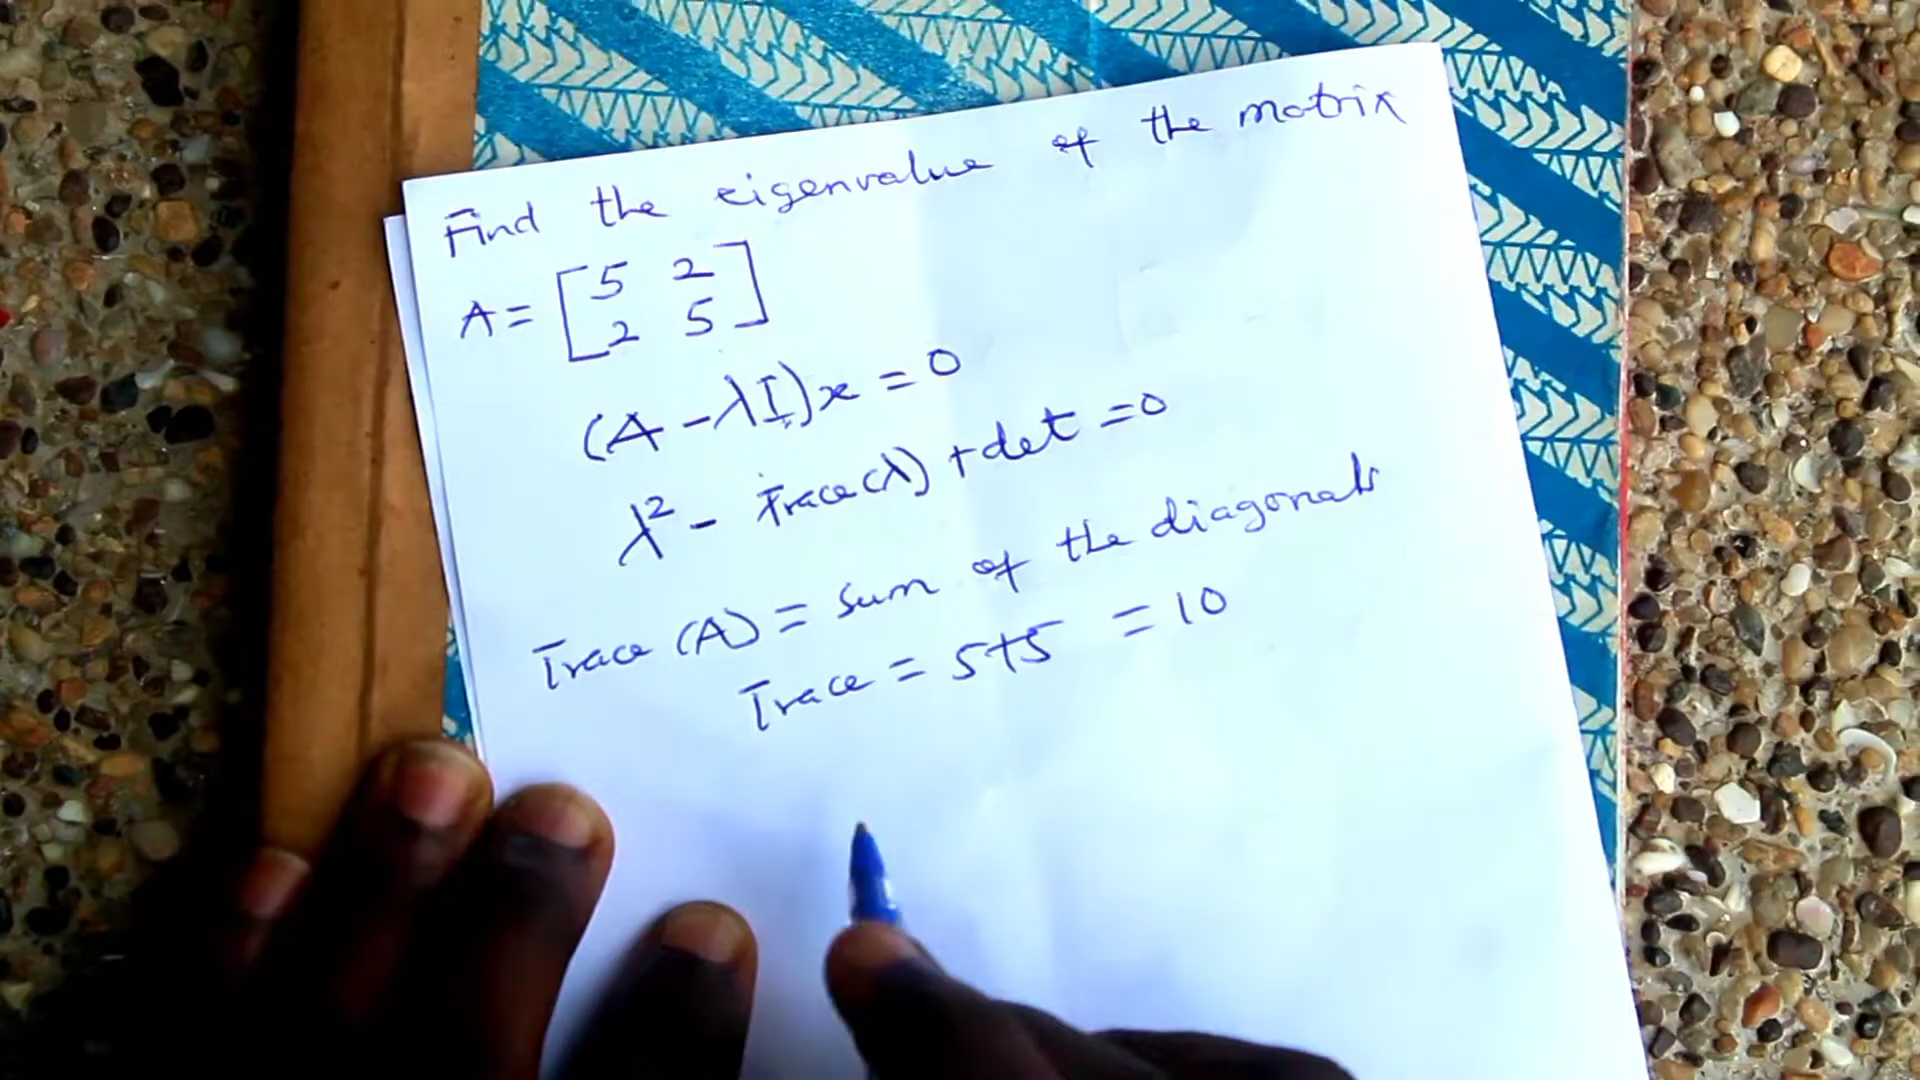 Find the eigenvalue of the matrix
A = [5 2
2 5]
(A - λI)x = 0
λ² - Trace(λ) + det = 0
Trace (A) = sum of the diagonals
Trace = 5+5 = 10